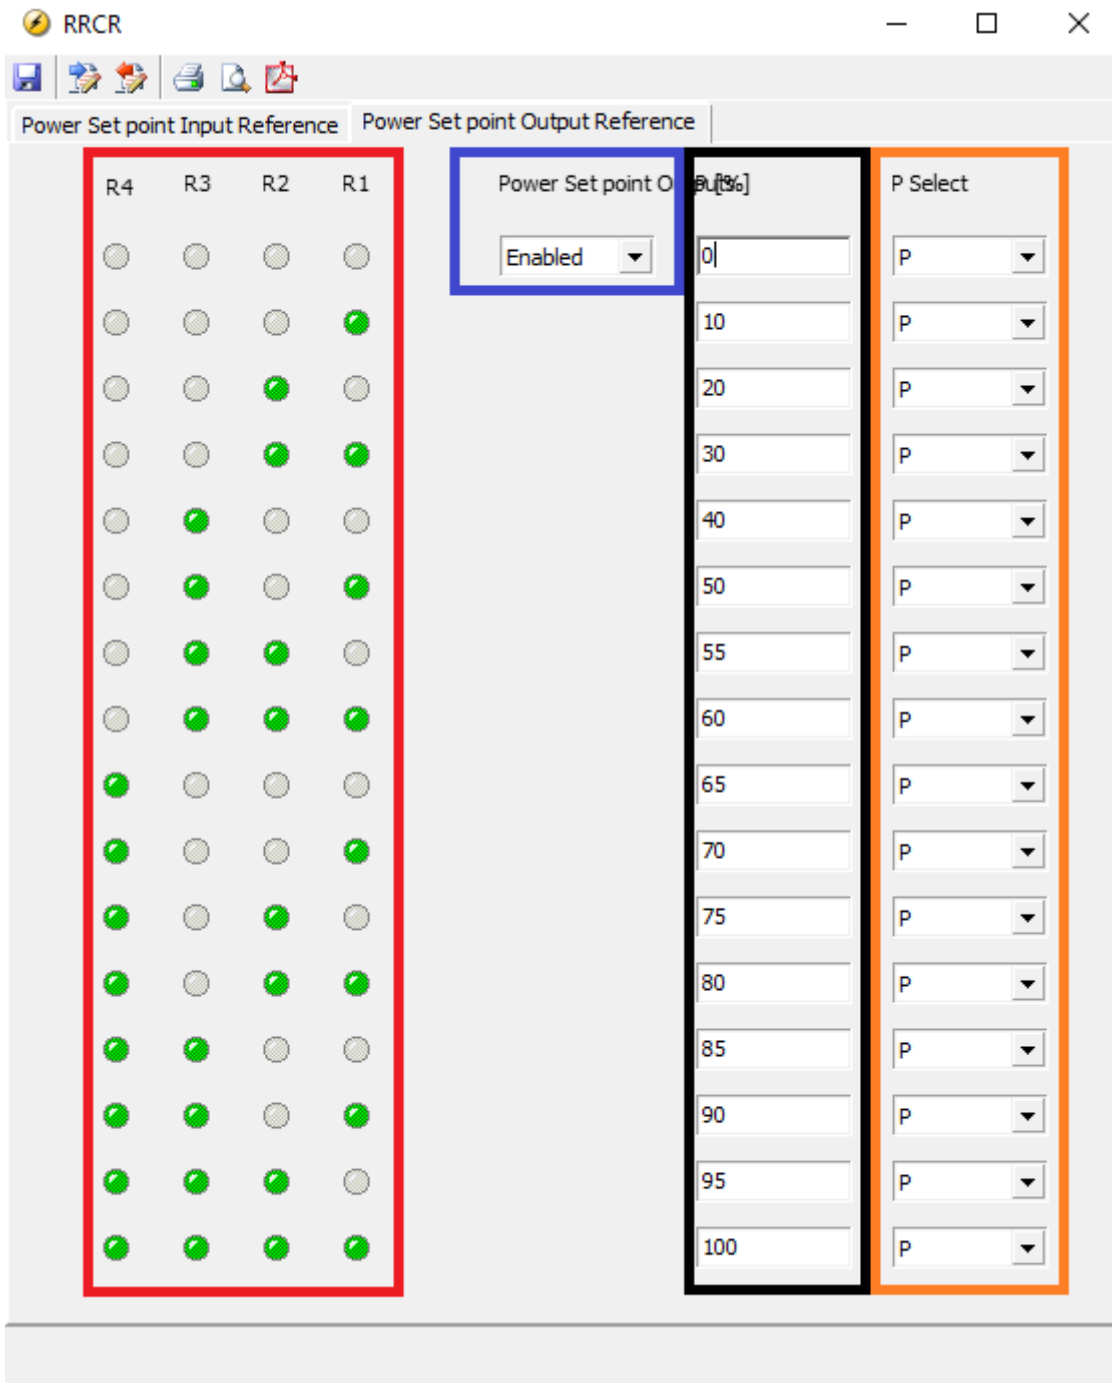 RRCR
Power Set point Input Reference Power Set point Output Reference
R4 R3 R2 R1 Power Set point Outputs P [%] P Select
Enabled 0 P
10 P
20 P
30 P
40 P
50 P
55 P
60 P
65 P
70 P
75 P
80 P
85 P
90 P
95 P
100 P